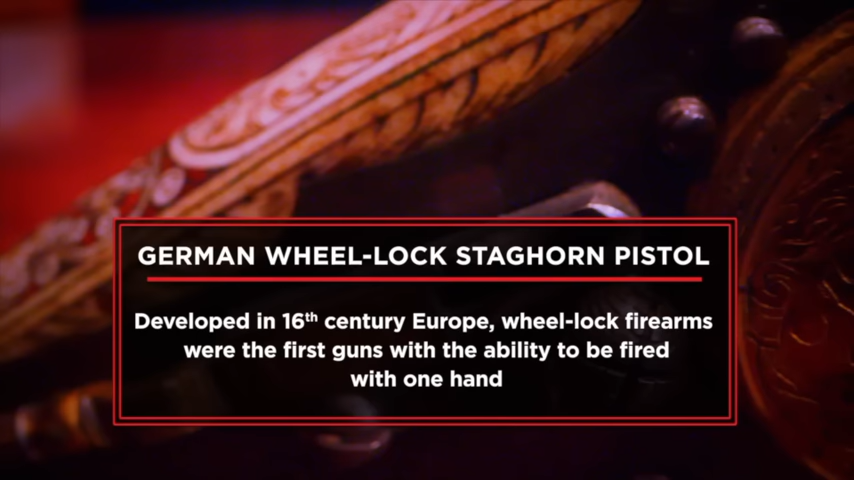 GERMAN WHEEL-LOCK STAGHORN PISTOL
Developed in 16th century Europe, wheel-lock firearms
were the first guns with the ability to be fired
with one hand